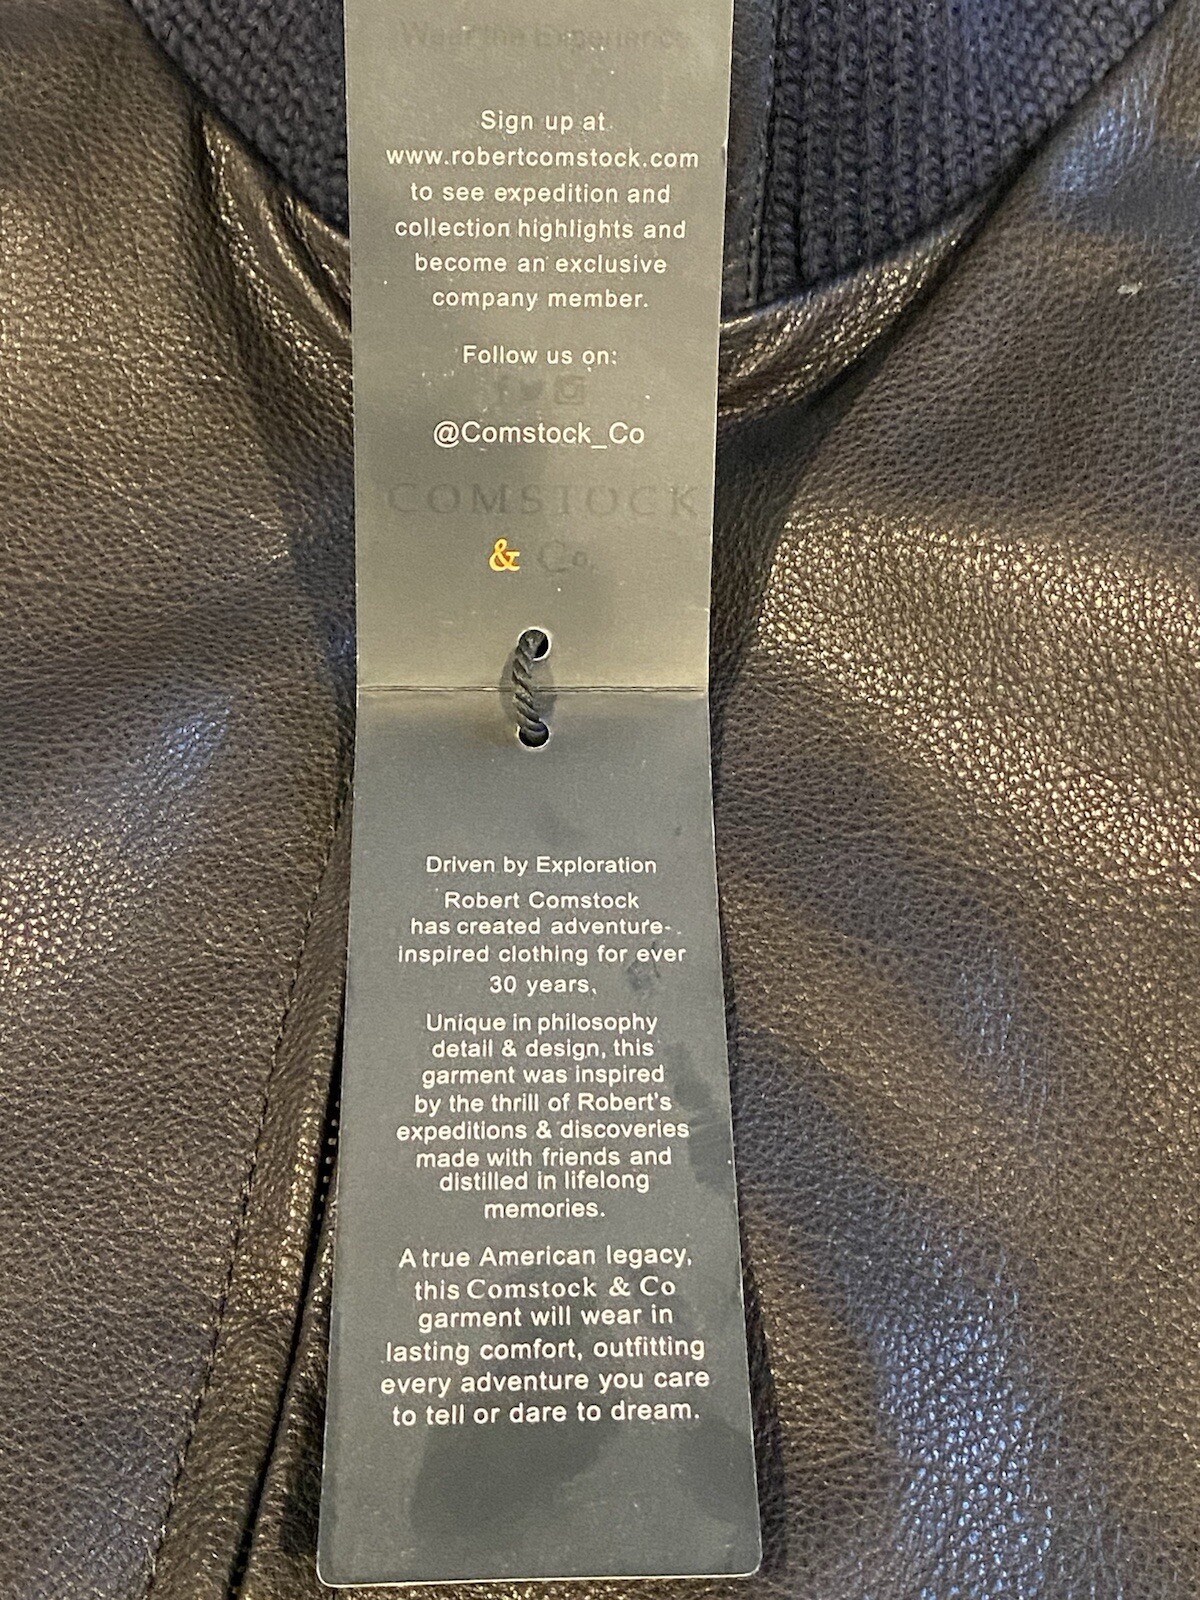 Wear the Experience
Sign up at
www.robertcomstock.com
to see expedition and
collection highlights and
become an exclusive
company member.
Follow us on:
@Comstock_Co
COMSTOCK
& Co.
Driven by Exploration
Robert Comstock
has created adventure-
inspired clothing for ever
30 years.
Unique in philosophy
detail & design, this
garment was inspired
by the thrill of Robert's
expeditions & discoveries
made with friends and
distilled in lifelong
memories.
A true American legacy,
this Comstock & Co
garment will wear in
lasting comfort, outfitting
every adventure you care
to tell or dare to dream.